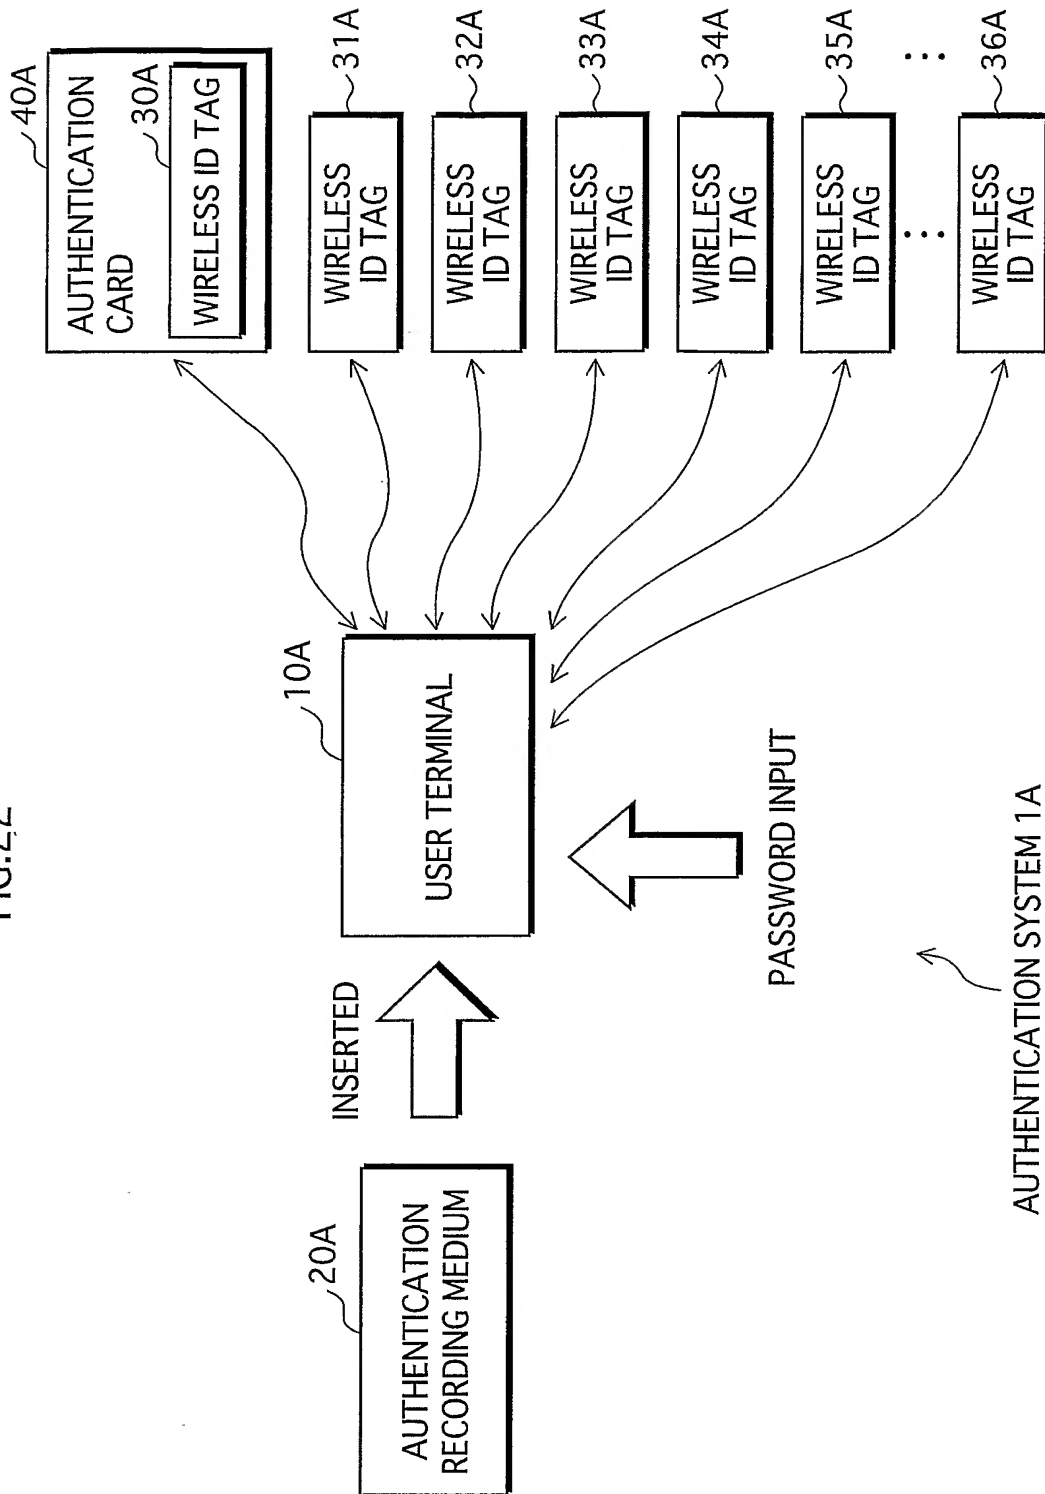 FIG.22
AUTHENTICATION SYSTEM 1A
20A
AUTHENTICATION
RECORDING MEDIUM
INSERTED
10A
USER TERMINAL
PASSWORD INPUT
40A
AUTHENTICATION
CARD
30A
WIRELESS ID TAG
31A
WIRELESS
ID TAG
32A
WIRELESS
ID TAG
33A
WIRELESS
ID TAG
34A
WIRELESS
ID TAG
35A
WIRELESS
ID TAG
...
...
36A
WIRELESS
ID TAG